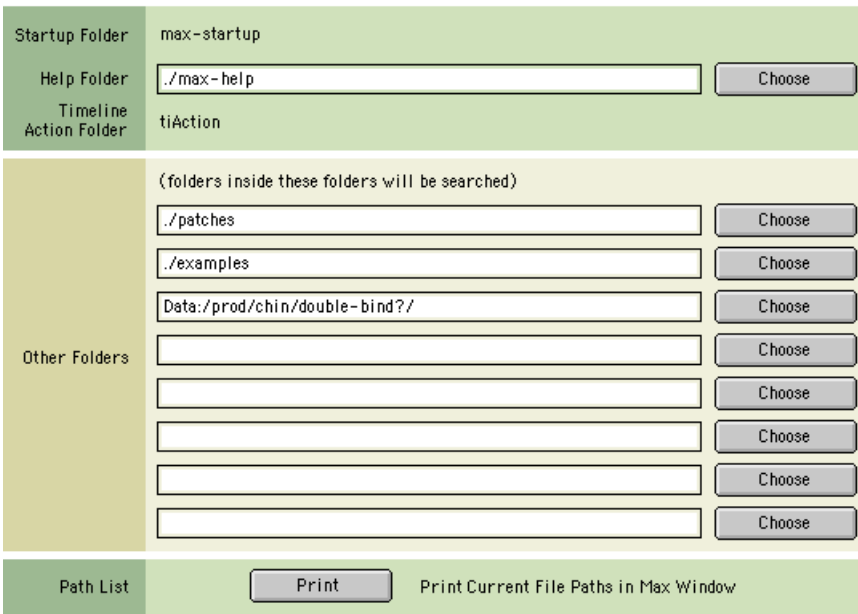 Startup Folder max-startup
Help Folder ./max-help Choose
Timeline
Action Folder tiAction
(folders inside these folders will be searched)
./patches Choose
./examples Choose
Data:/prod/chin/double-bind?/ Choose
Other Folders Choose
Choose
Choose
Choose
Choose
Path List Print Print Current File Paths in Max Window